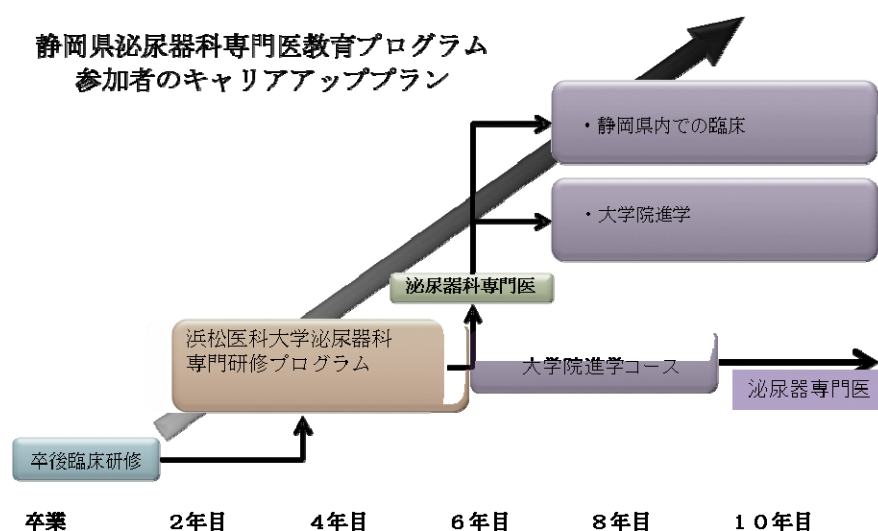 静岡県泌尿器科専門医教育プログラム
参加者のキャリアアッププラン
・静岡県内での臨床
・大学院進学
泌尿器科専門医
浜松医科大学泌尿器科
専門研修プログラム
大学院進学コース
泌尿器専門医
卒後臨床研修
卒業 2年目 4年目 6年目 8年目 10年目